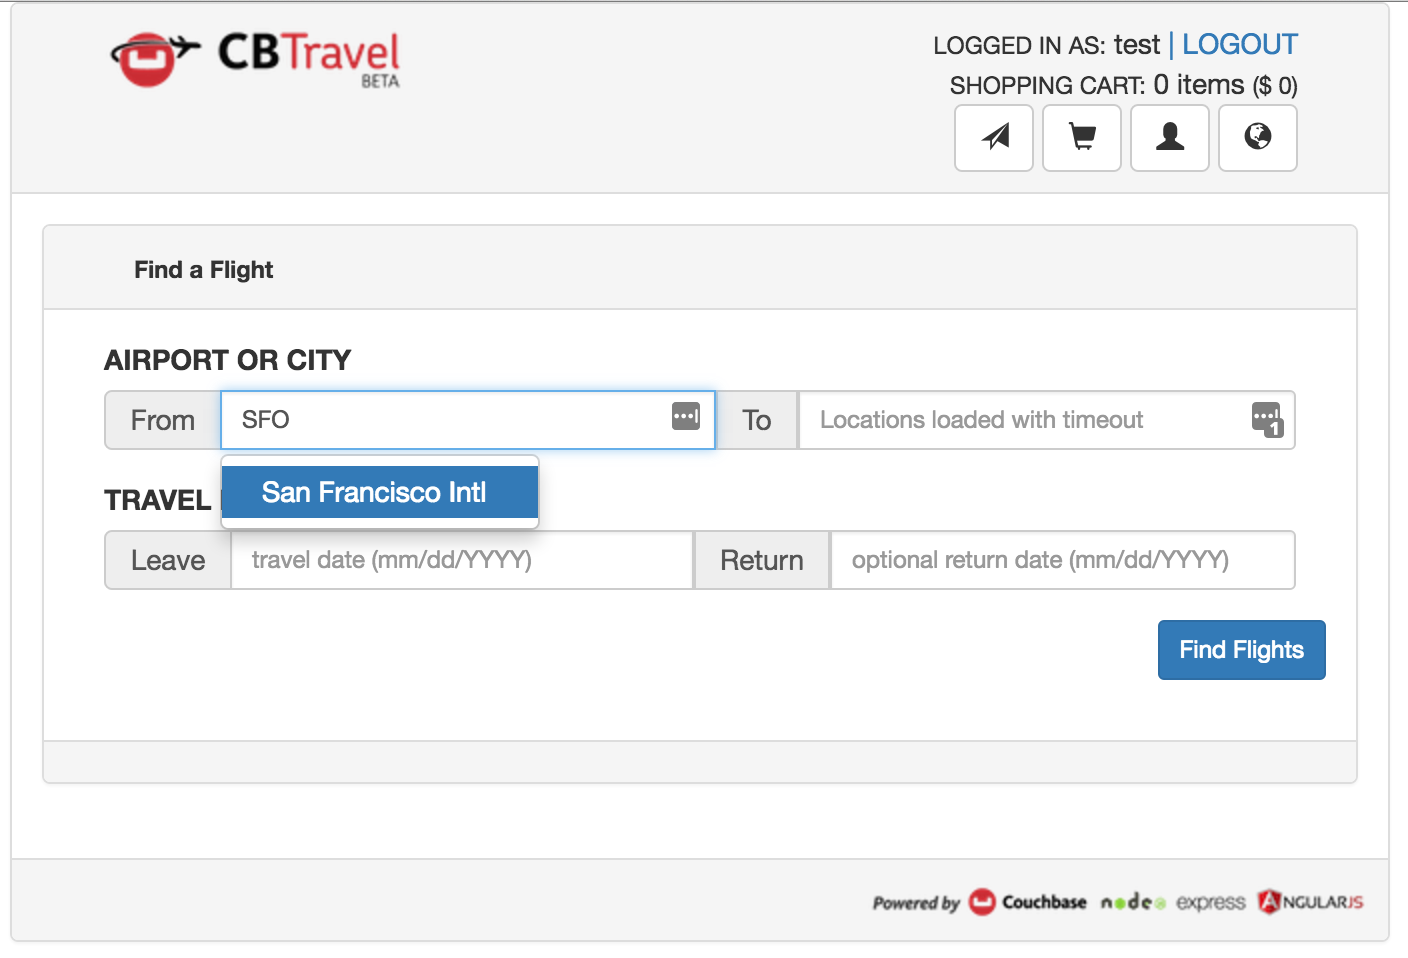 CBTravel
BETA
LOGGED IN AS: test | LOGOUT
SHOPPING CART: 0 items ($ 0)
Find a Flight
AIRPORT OR CITY
From SFO To Locations loaded with timeout 1
San Francisco Intl
TRAVEL
Leave travel date (mm/dd/YYYY) Return optional return date (mm/dd/YYYY)
Find Flights
Powered by Couchbase node express ANGULARJS